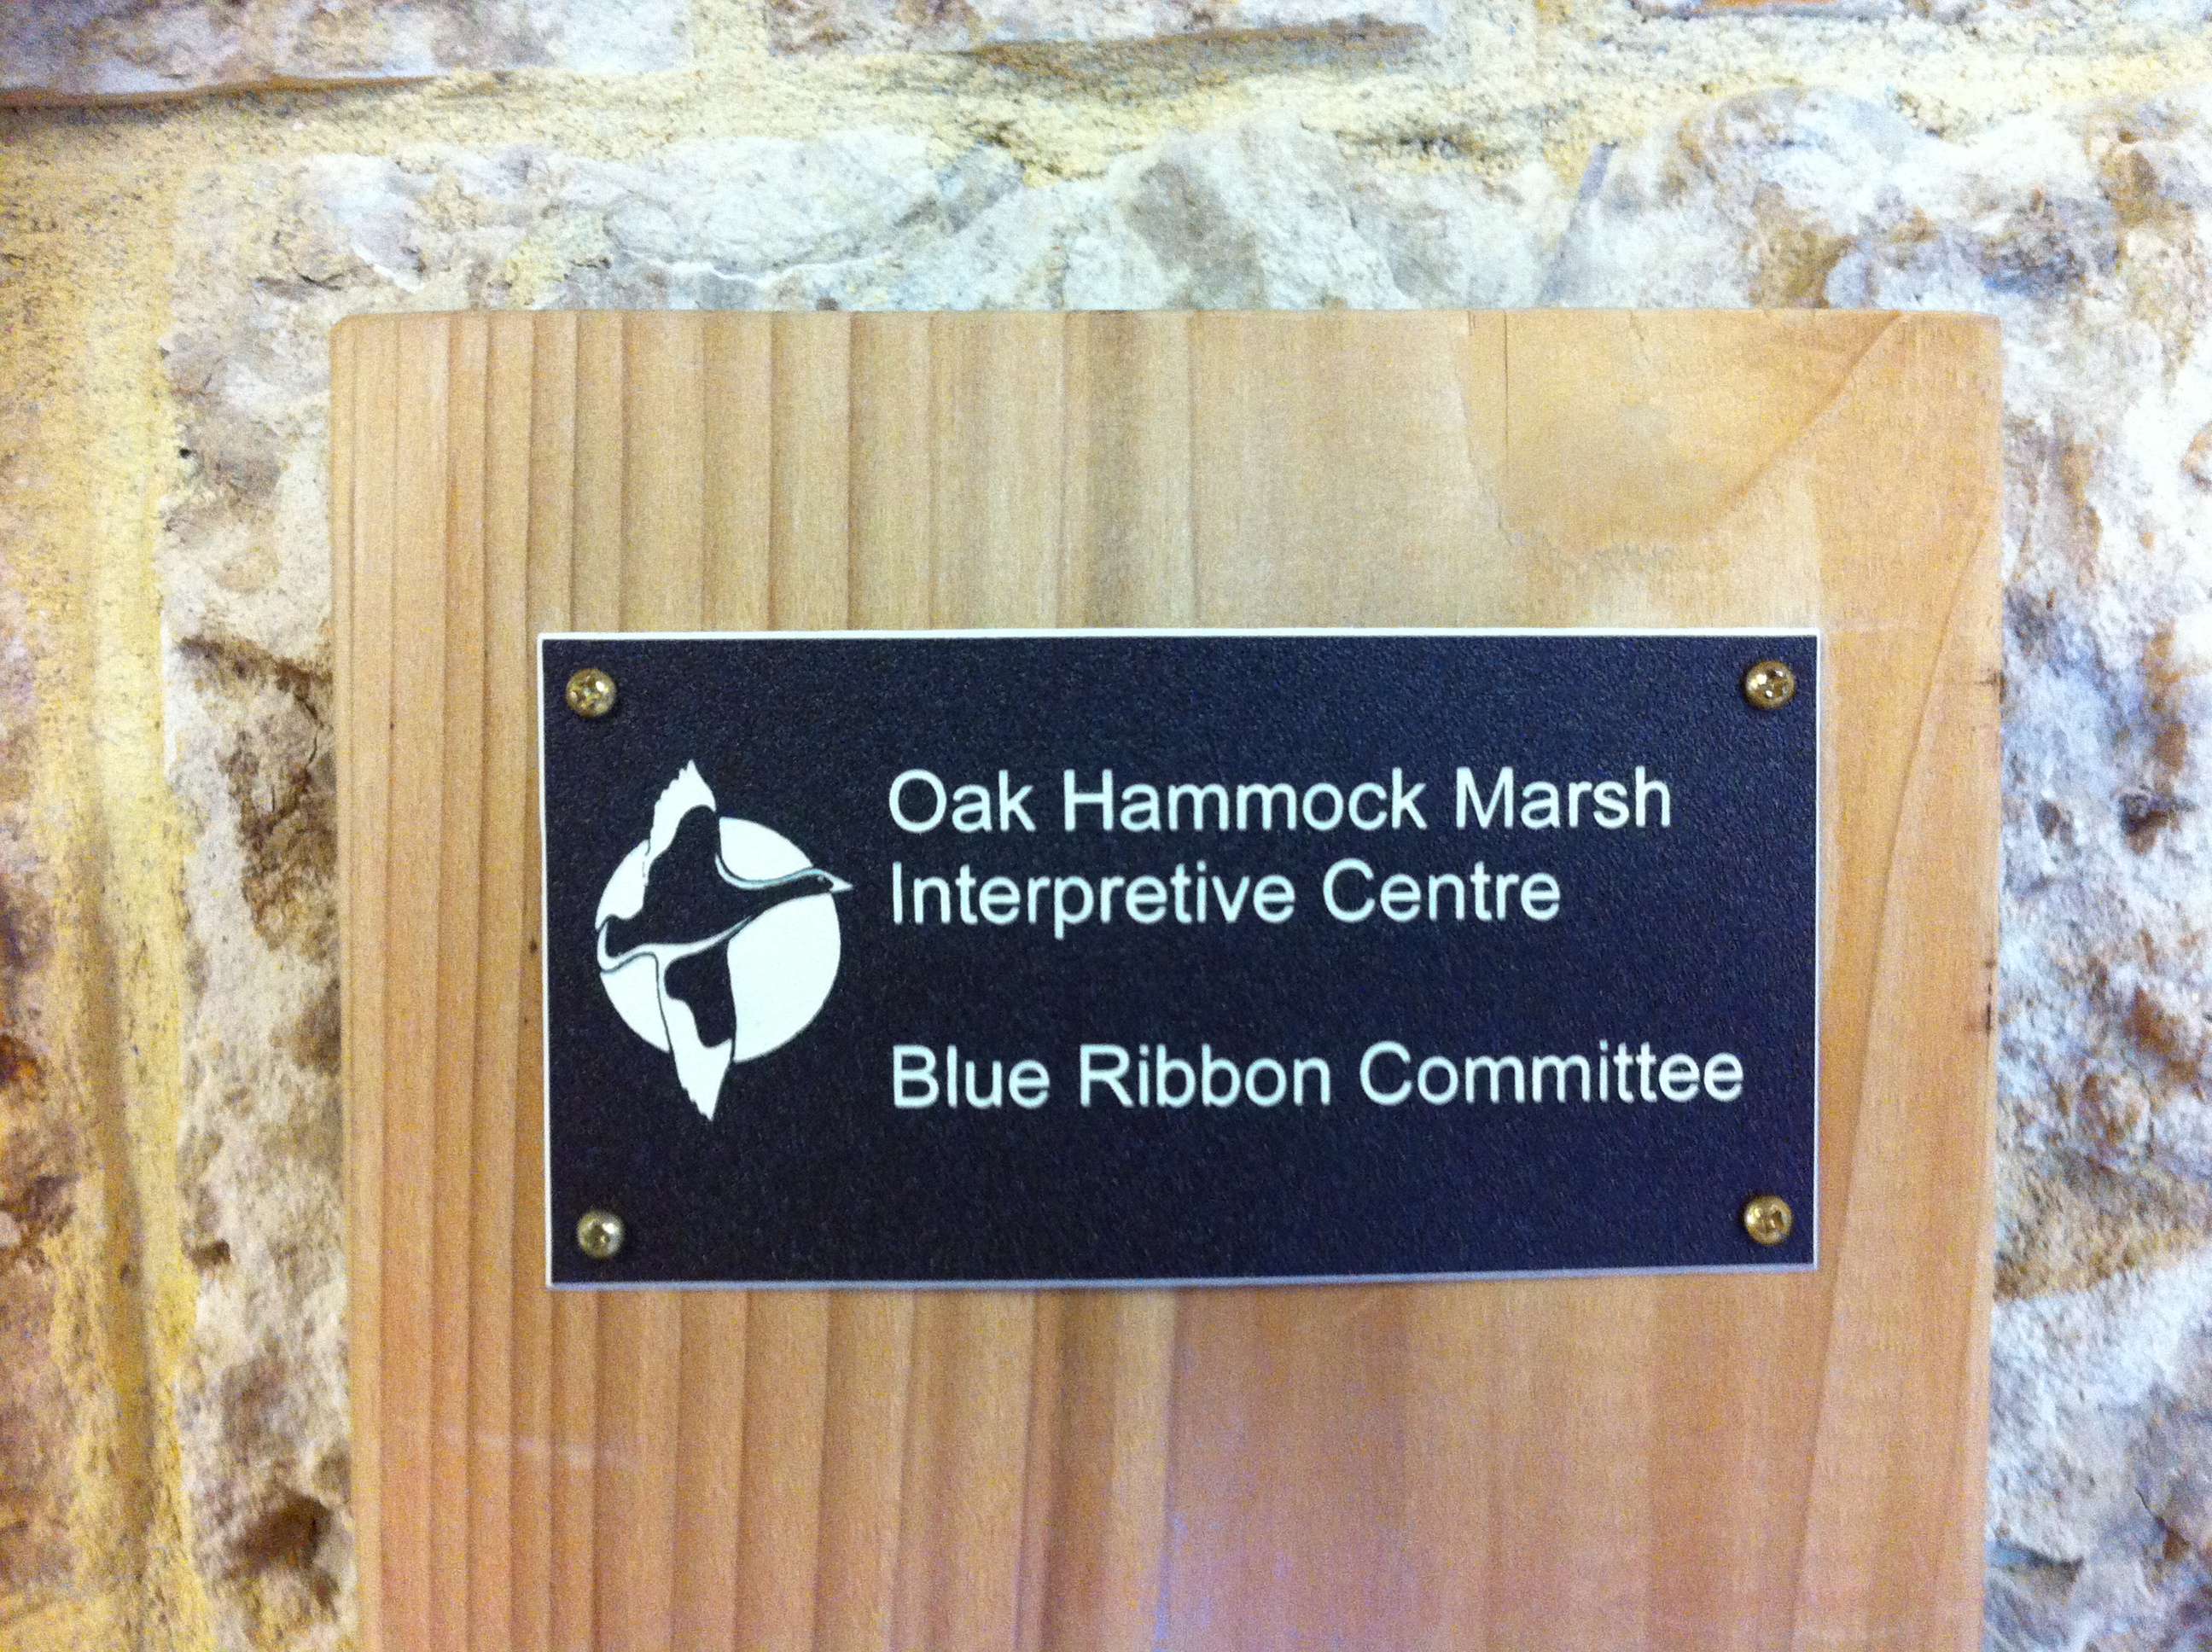 Oak Hammock Marsh
Interpretive Centre
Blue Ribbon Committee